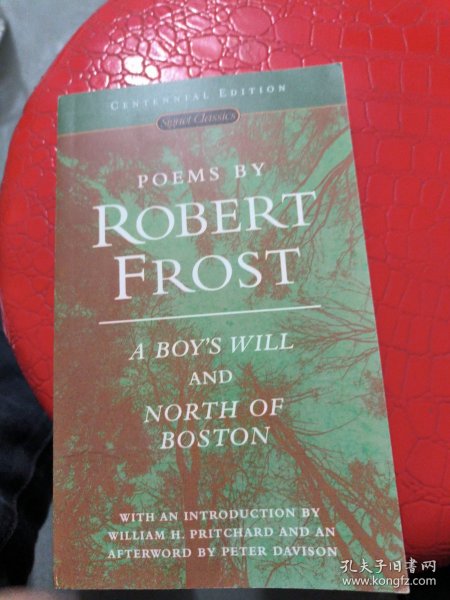 CENTENNIAL EDITION
Signet Classics
POEMS BY
ROBERT
FROST
A BOY'S WILL
AND
NORTH OF
BOSTON
WITH AN INTRODUCTION BY
WILLIAM H. PRITCHARD AND AN
AFTERWORD BY PETER DAVISON
孔夫子旧书网
www.kongfz.com